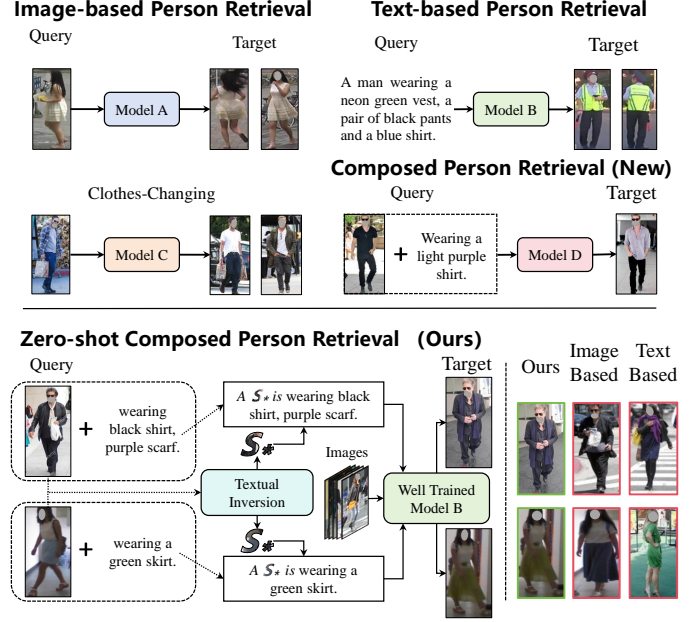 Image-based Person Retrieval
Query
Target
Model A
Text-based Person Retrieval
Query
Target
A man wearing a
neon green vest, a
pair of black pants
and a blue shirt.
Model B
Clothes-Changing
Model C
Composed Person Retrieval (New)
Query
Target
+
Wearing a
light purple
shirt.
Model D
Zero-shot Composed Person Retrieval (Ours)
Query
+
wearing
black shirt,
purple scarf.
+
wearing a
green skirt.
A S* is wearing black
shirt, purple scarf.
S*
Textual
Inversion
S*
A S* is wearing a
green skirt.
Images
Well Trained
Model B
Target
Ours
Image
Based
Text
Based